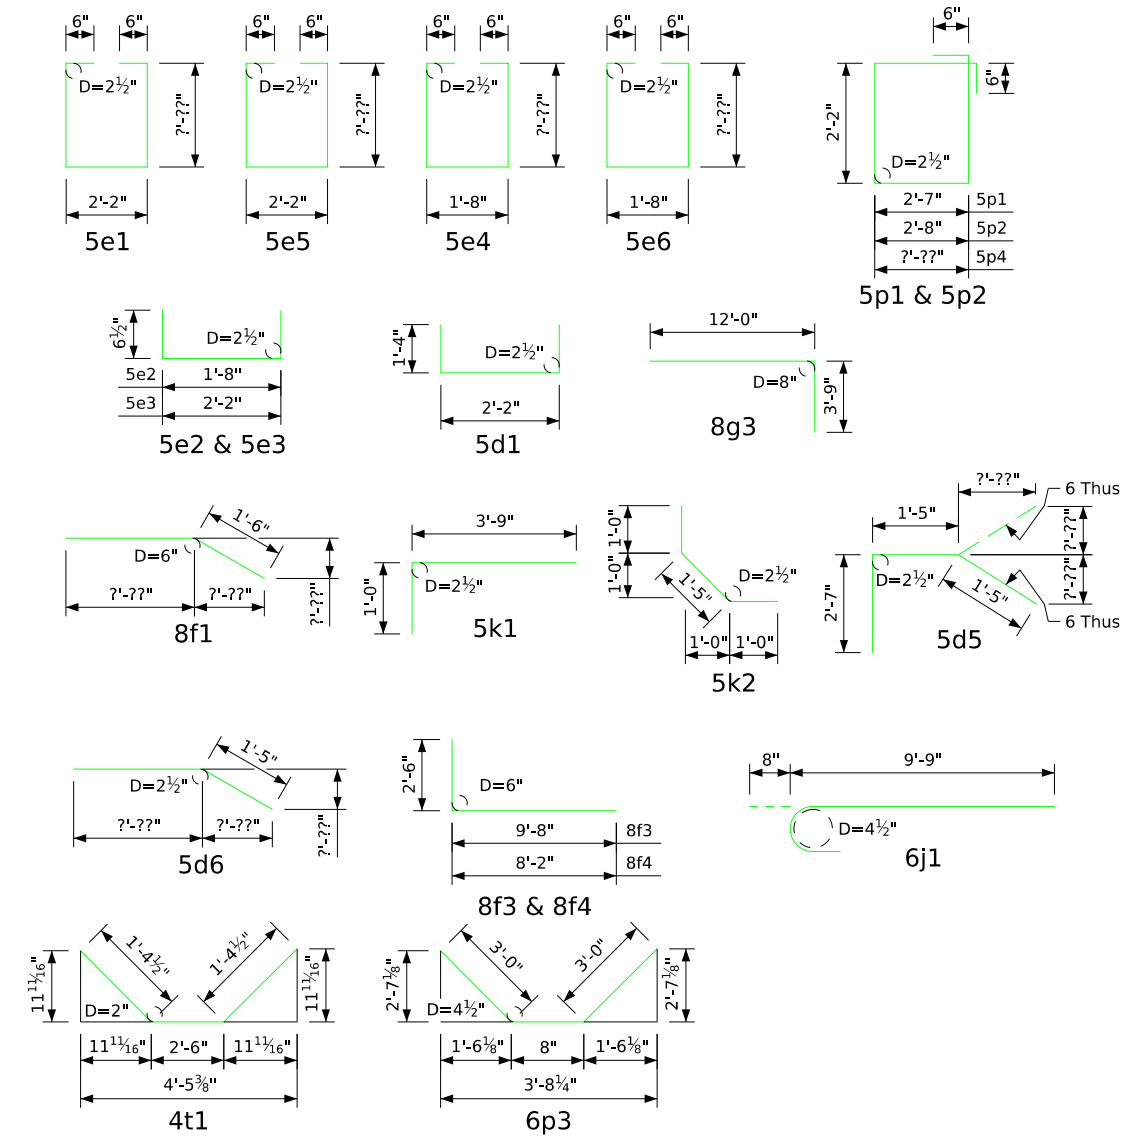 6" 6" 6" 6" 6" 6" 6" 6" 6"
D=2½" ?'-??" D=2½" ?'-??" D=2½" ?'-??" D=2½" ?'-??" 2'-2" 6"
D=2½"
2'-2" 2'-2" 1'-8" 1'-8" 2'-7" 5p1
2'-8" 5p2
5e1 5e5 5e4 5e6 ?'-??" 5p4
5p1 & 5p2
6½" D=2½" 1'-4" D=2½" 12'-0"
5e2 1'-8" D=8" 3'-9"
5e3 2'-2" 2'-2"
5e2 & 5e3 5d1 8g3
1'-6" 3'-9" 1'-0" ?'-??" 6 Thus
1'-5" ?'-??"
D=6" D=2½" 1'-0" 1'-5" D=2½" D=2½" 1'-5" ?'-??"
?'-??" ?'-??" ?'-??" 1'-0" 2'-7" 6 Thus
8f1 5k1 1'-0" 1'-0" 5d5
5k2
1'-5" 2'-6" 8" 9'-9"
D=2½" D=6"
?'-??" ?'-??" ?'-??" 9'-8" 8f3 D=4½"
5d6 8'-2" 8f4 6j1
8f3 & 8f4
11¹¹⁄₁₆" 1'-4½" 1'-4½" 11¹¹⁄₁₆" 2'-7⅛" 3'-0" 3'-0" 2'-7⅛"
D=2" D=4½"
11¹¹⁄₁₆" 2'-6" 11¹¹⁄₁₆" 1'-6⅛" 8" 1'-6⅛"
4'-5⅜" 3'-8¼"
4t1 6p3